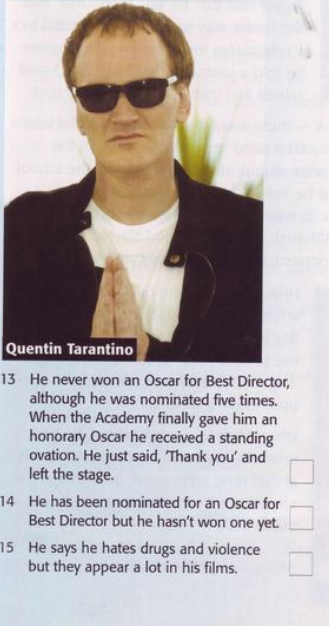 Quentin Tarantino
13 He never won an Oscar for Best Director,
although he was nominated five times.
When the Academy finally gave him an
honorary Oscar he received a standing
ovation. He just said, 'Thank you' and
left the stage.
14 He has been nominated for an Oscar for
Best Director but he hasn't won one yet.
15 He says he hates drugs and violence
but they appear a lot in his films.